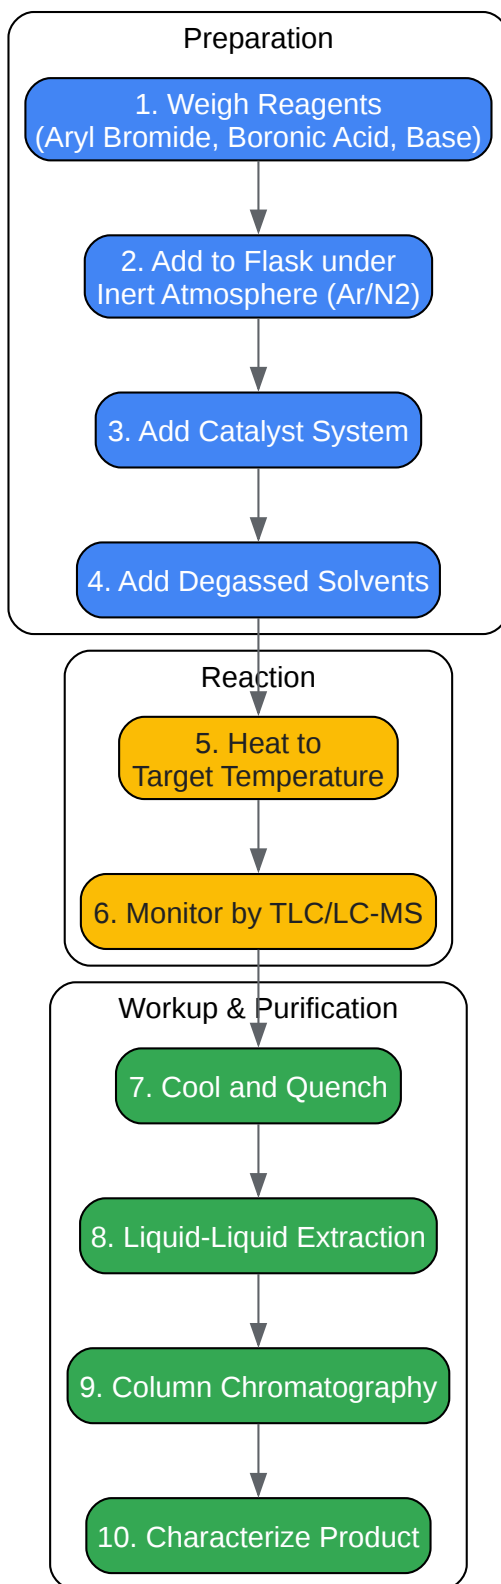 Preparation
1. Weigh Reagents
(Aryl Bromide, Boronic Acid, Base)
2. Add to Flask under
Inert Atmosphere (Ar/N2)
3. Add Catalyst System
4. Add Degassed Solvents
Reaction
5. Heat to
Target Temperature
6. Monitor by TLC/LC-MS
Workup & Purification
7. Cool and Quench
8. Liquid-Liquid Extraction
9. Column Chromatography
10. Characterize Product